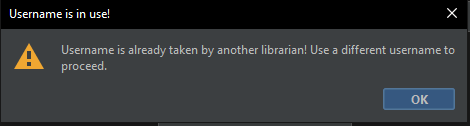 Username is in use!
Username is already taken by another librarian! Use a different username to
proceed.
OK